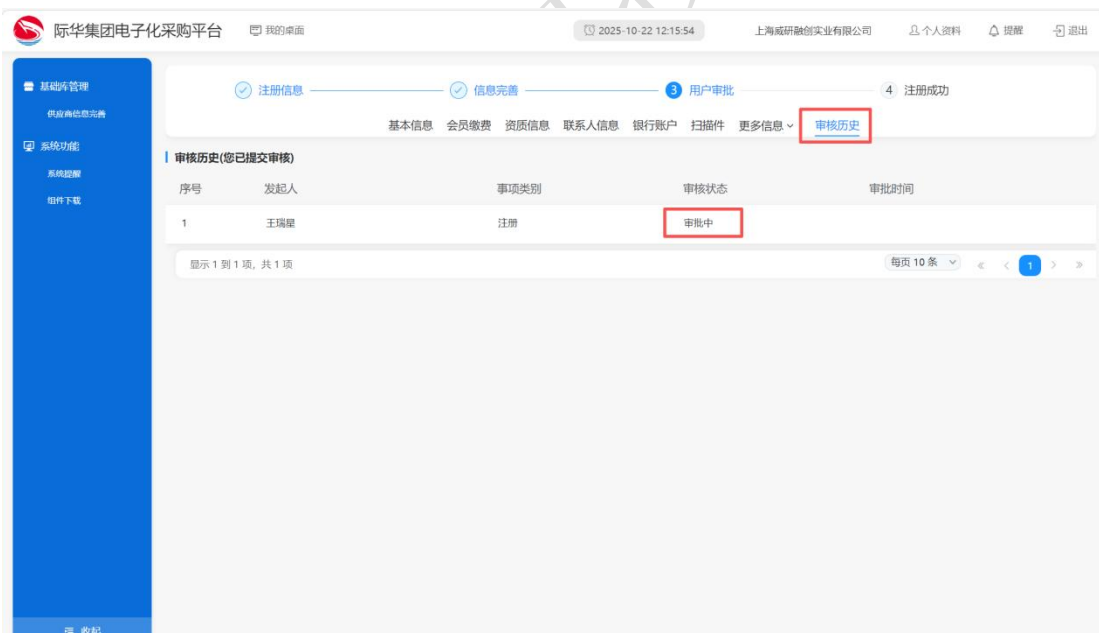 际华集团电子化采购平台 我的桌面 2025-10-22 12:15:54 上海威研融创实业有限公司 个人资料 提醒 退出
基础库管理
供应商信息完善
系统功能
系统提醒
组件下载
收起
注册信息 信息完善 3 用户审批 4 注册成功
基本信息 会员缴费 资质信息 联系人信息 银行账户 扫描件 更多信息 审核历史
审核历史(您已提交审核)
序号 发起人 事项类别 审核状态 审批时间
1 王瑞星 注册 审批中
显示 1 到 1 项, 共 1 项 每页 10 条 « < 1 > »